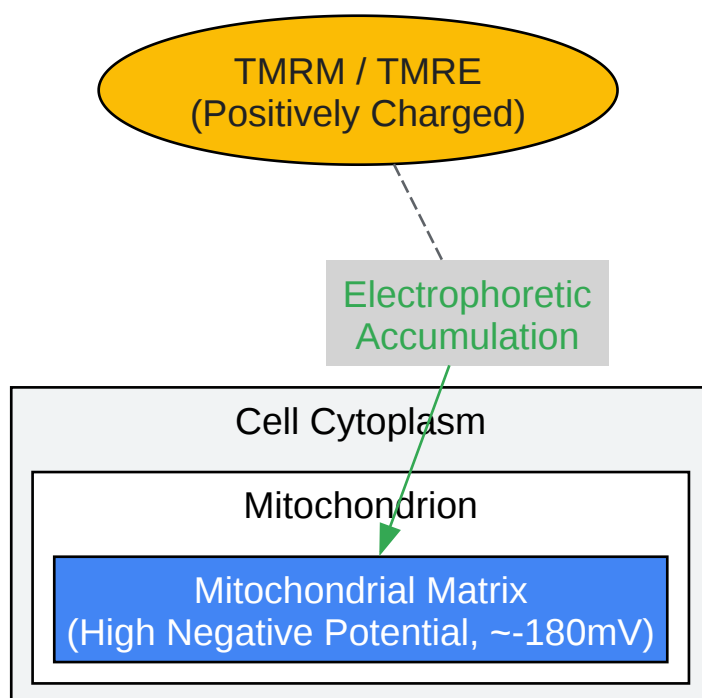 TMRM / TMRE
(Positively Charged)
Electrophoretic
Accumulation
Cell Cytoplasm
Mitochondrion
Mitochondrial Matrix
(High Negative Potential, ~-180mV)